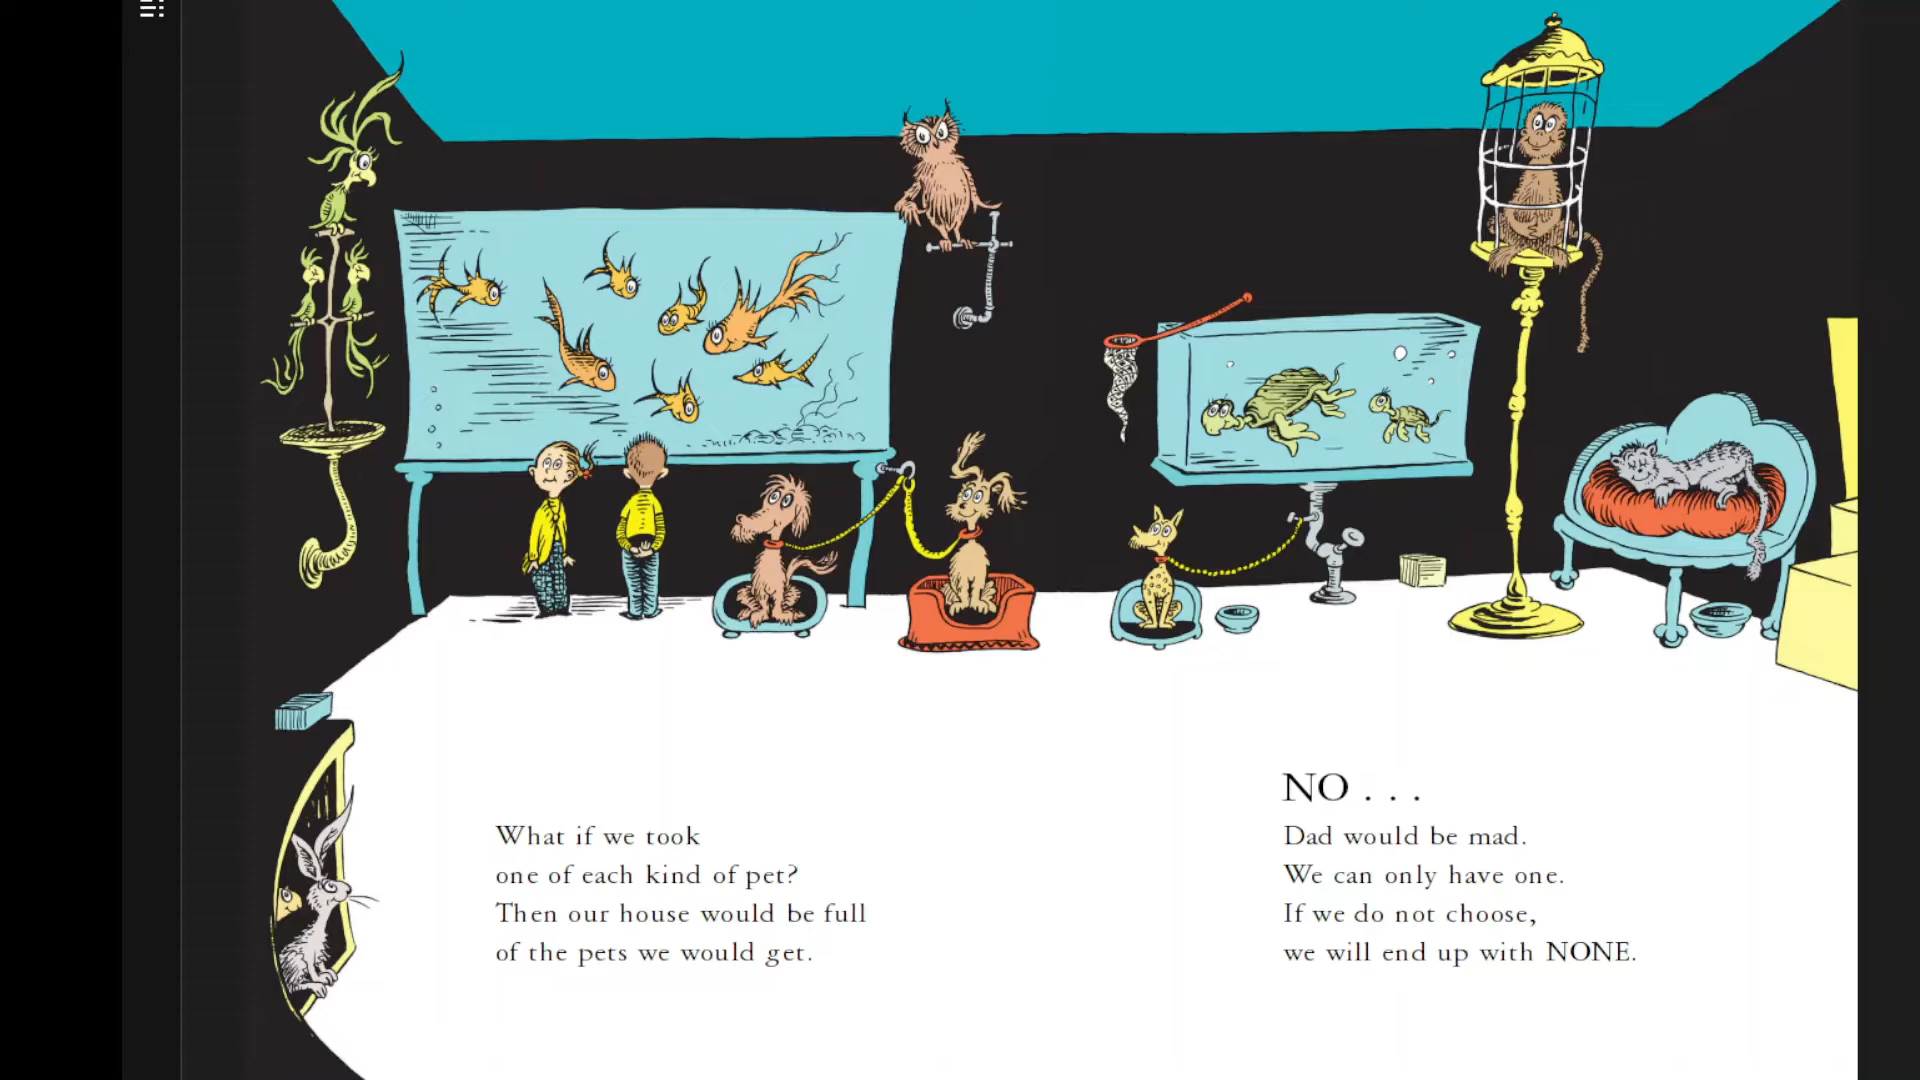 What if we took
one of each kind of pet?
Then our house would be full
of the pets we would get.
NO . . .
Dad would be mad.
We can only have one.
If we do not choose,
we will end up with NONE.